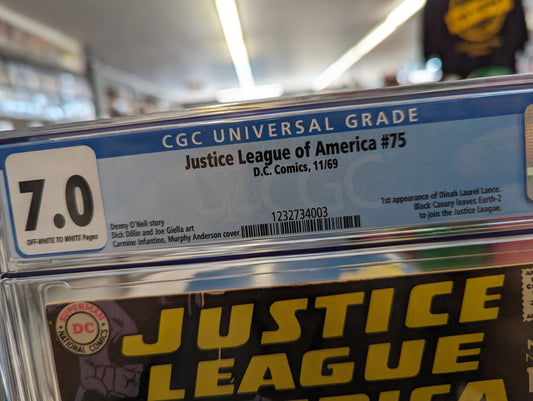 CGC UNIVERSAL GRADE
Justice League of America #75
D.C. Comics, 11/69
7.0
OFF-WHITE TO WHITE Pages
Denny O'Neil story
Dick Dillin and Joe Giella art
Carmine Infantino, Murphy Anderson cover
1232734003
1st appearance of Dinah Laurel Lance.
Black Canary leaves Earth-2
to join the Justice League.
CGC
SUPERMAN
DC
NATIONAL COMICS
JUSTICE
LEAGUE